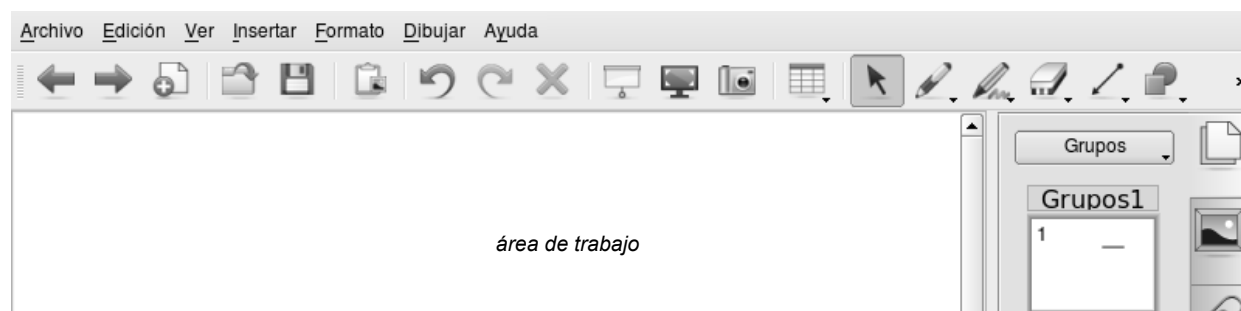 Archivo Edición Ver Insertar Formato Dibujar Ayuda
Grupos
Grupos1
1
área de trabajo